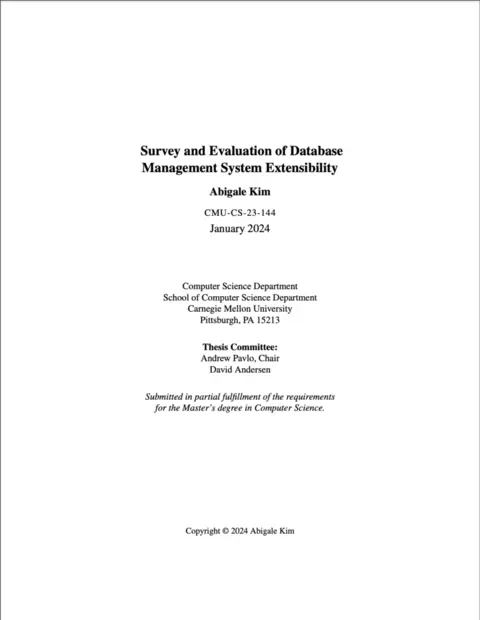 Survey and Evaluation of Database
Management System Extensibility
Abigale Kim
CMU-CS-23-144
January 2024
Computer Science Department
School of Computer Science Department
Carnegie Mellon University
Pittsburgh, PA 15213
Thesis Committee:
Andrew Pavlo, Chair
David Andersen
Submitted in partial fulfillment of the requirements
for the Master's degree in Computer Science.
Copyright © 2024 Abigale Kim